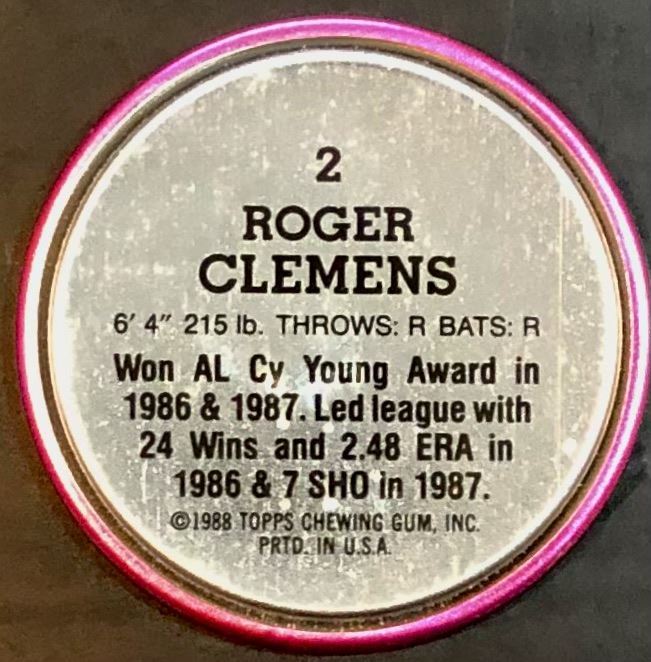 2
ROGER
CLEMENS
6′ 4″ 215 lb. THROWS: R BATS: R
Won AL Cy Young Award in
1986 & 1987. Led league with
24 Wins and 2.48 ERA in
1986 & 7 SHO in 1987.
©1988 TOPPS CHEWING GUM, INC.
PRTD. IN U.S.A.